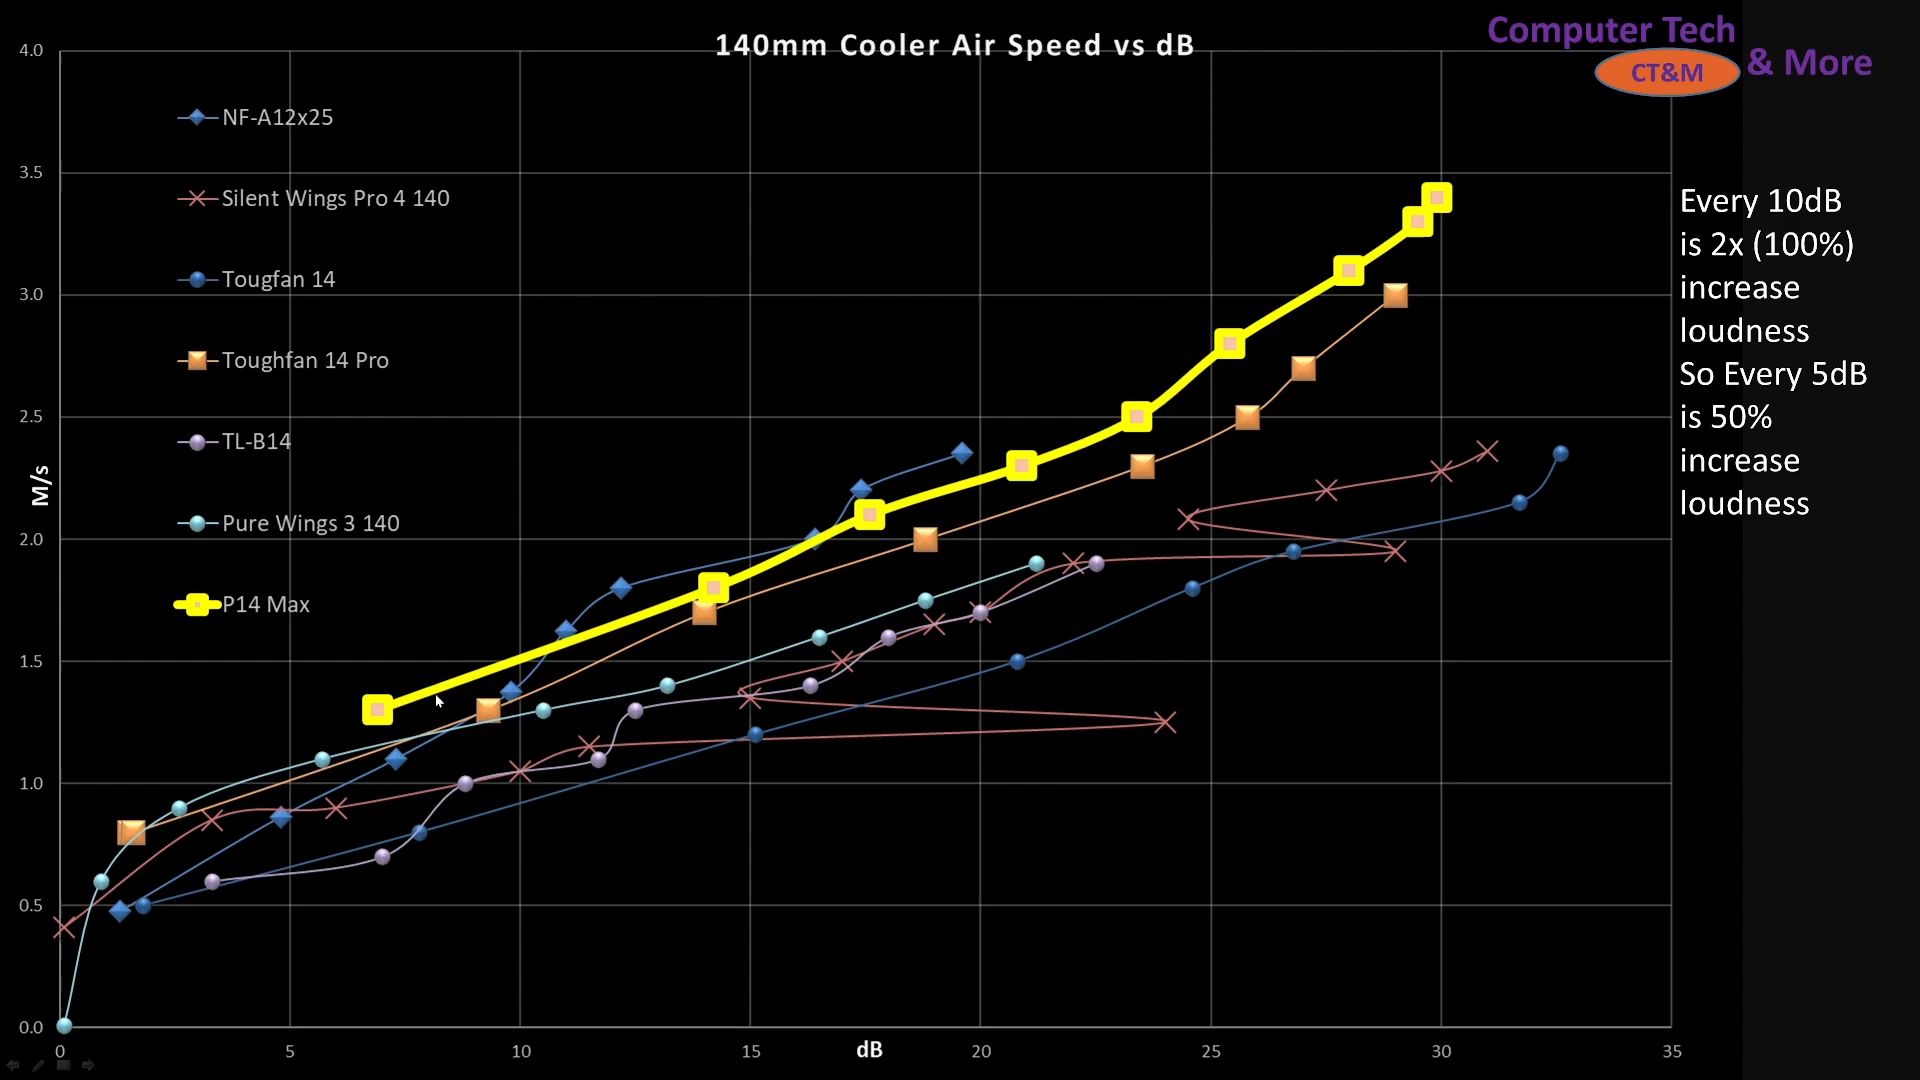 140mm Cooler Air Speed vs dB
Computer Tech
& More
CT&M
4.0
3.5
3.0
2.5
2.0
1.5
1.0
0.5
0.0
M/s
NF-A12x25
Silent Wings Pro 4 140
Tougfan 14
Toughfan 14 Pro
TL-B14
Pure Wings 3 140
P14 Max
Every 10dB
is 2x (100%)
increase
loudness
So Every 5dB
is 50%
increase
loudness
0 5 10 15 20 25 30 35
dB